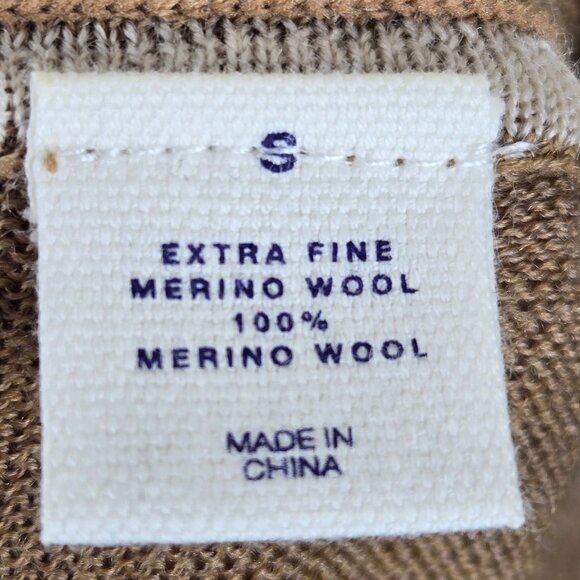 S
EXTRA FINE
MERINO WOOL
100%
MERINO WOOL
MADE IN
CHINA